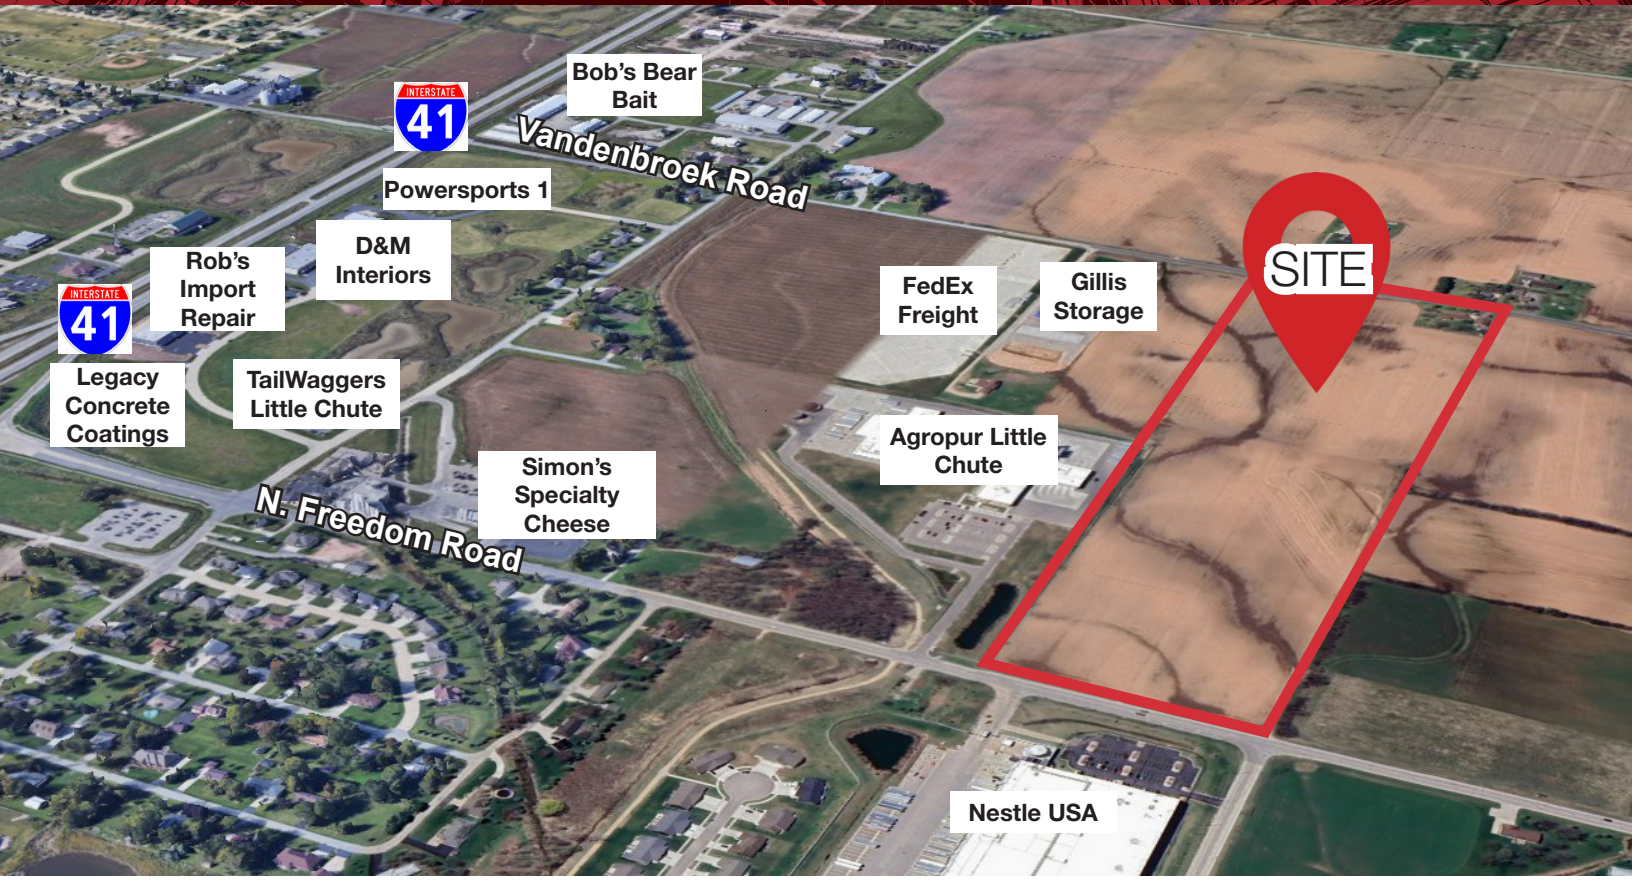 Bob's Bear
Bait
INTERSTATE
41
Vandenbroek Road
Powersports 1
D&M
Interiors
Rob's
Import
Repair
INTERSTATE
41
SITE
FedEx
Freight
Gillis
Storage
Legacy
Concrete
Coatings
TailWaggers
Little Chute
Agropur Little
Chute
Simon's
Specialty
Cheese
N. Freedom Road
Nestle USA